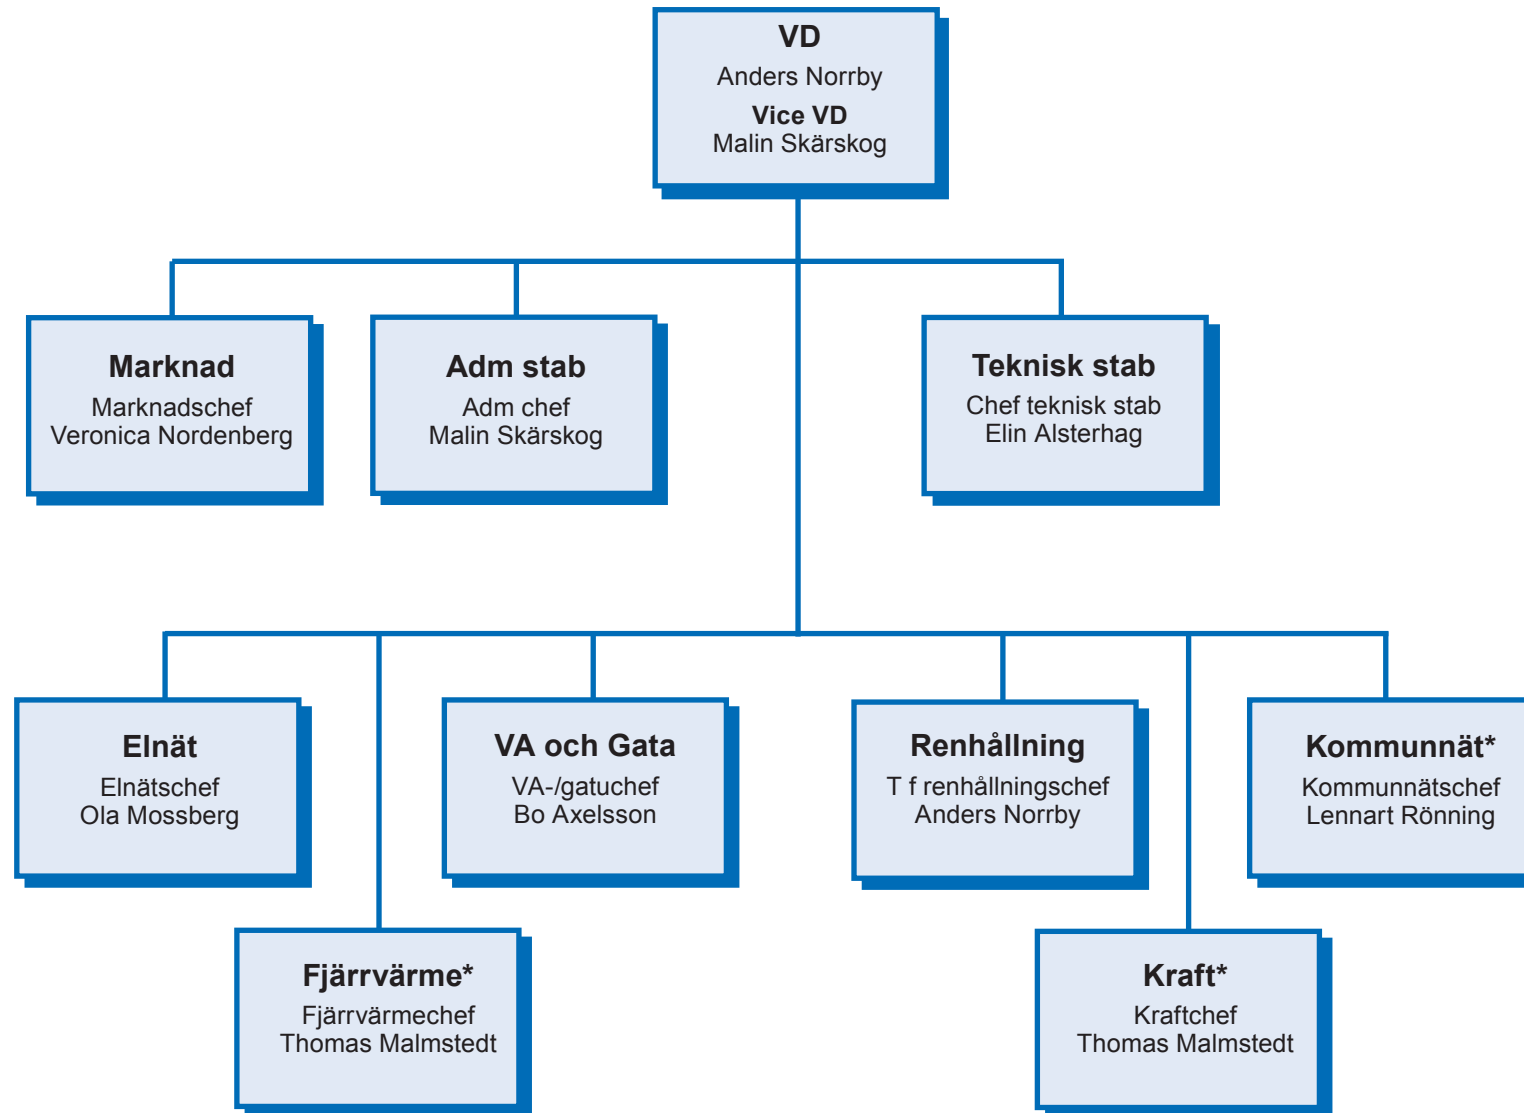 VD
Anders Norrby
Vice VD
Malin Skärskog
Marknad
Marknadschef
Veronica Nordenberg
Adm stab
Adm chef
Malin Skärskog
Teknisk stab
Chef teknisk stab
Elin Alsterhag
Elnät
Elnätschef
Ola Mossberg
VA och Gata
VA-/gatuchef
Bo Axelsson
Renhållning
T f renhållningschef
Anders Norrby
Kommunnät*
Kommunnätschef
Lennart Rönning
Fjärrvärme*
Fjärrvärmechef
Thomas Malmstedt
Kraft*
Kraftchef
Thomas Malmstedt